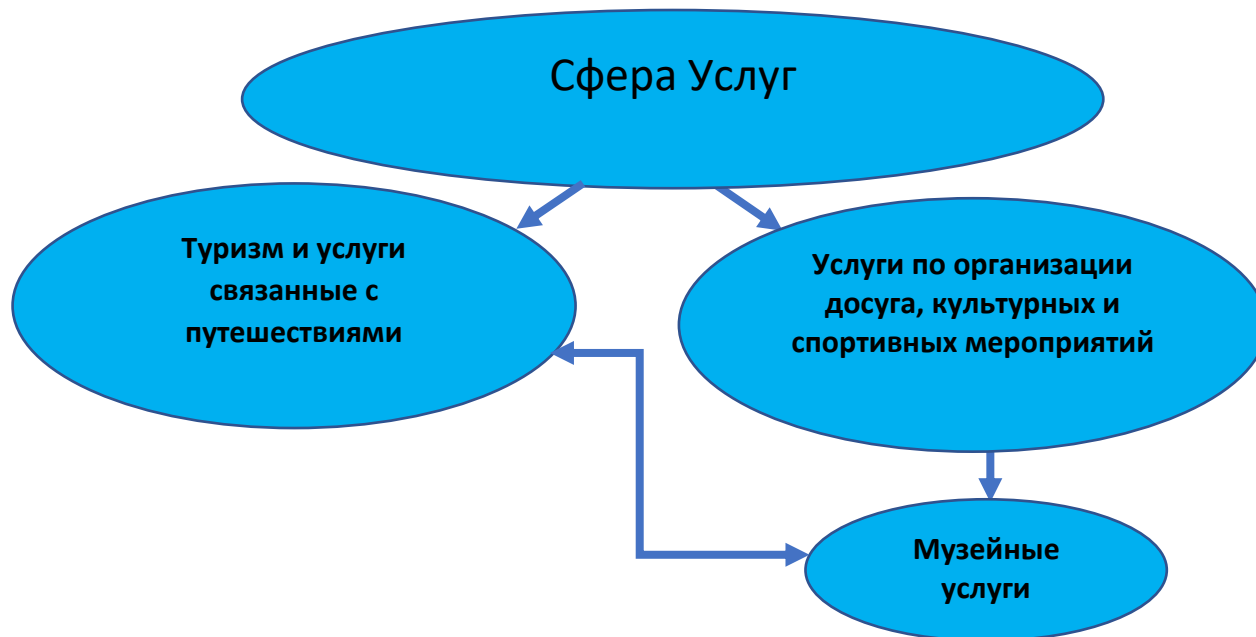 Сфера Услуг
Туризм и услуги
связанные с
путешествиями
Услуги по организации
досуга, культурных и
спортивных мероприятий
Музейные
услуги